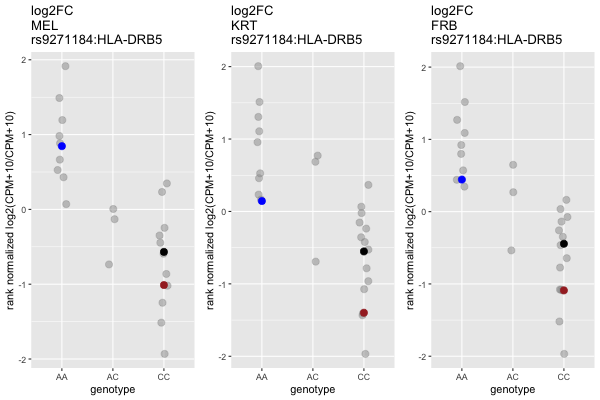 log2FC
MEL
rs9271184:HLA-DRB5
rank normalized log2(CPM+10/CPM+10)
2
1
0
-1
-2
AA
AC
CC
genotype
log2FC
KRT
rs9271184:HLA-DRB5
rank normalized log2(CPM+10/CPM+10)
2
1
0
-1
-2
AA
AC
CC
genotype
log2FC
FRB
rs9271184:HLA-DRB5
rank normalized log2(CPM+10/CPM+10)
2
1
0
-1
-2
AA
AC
CC
genotype